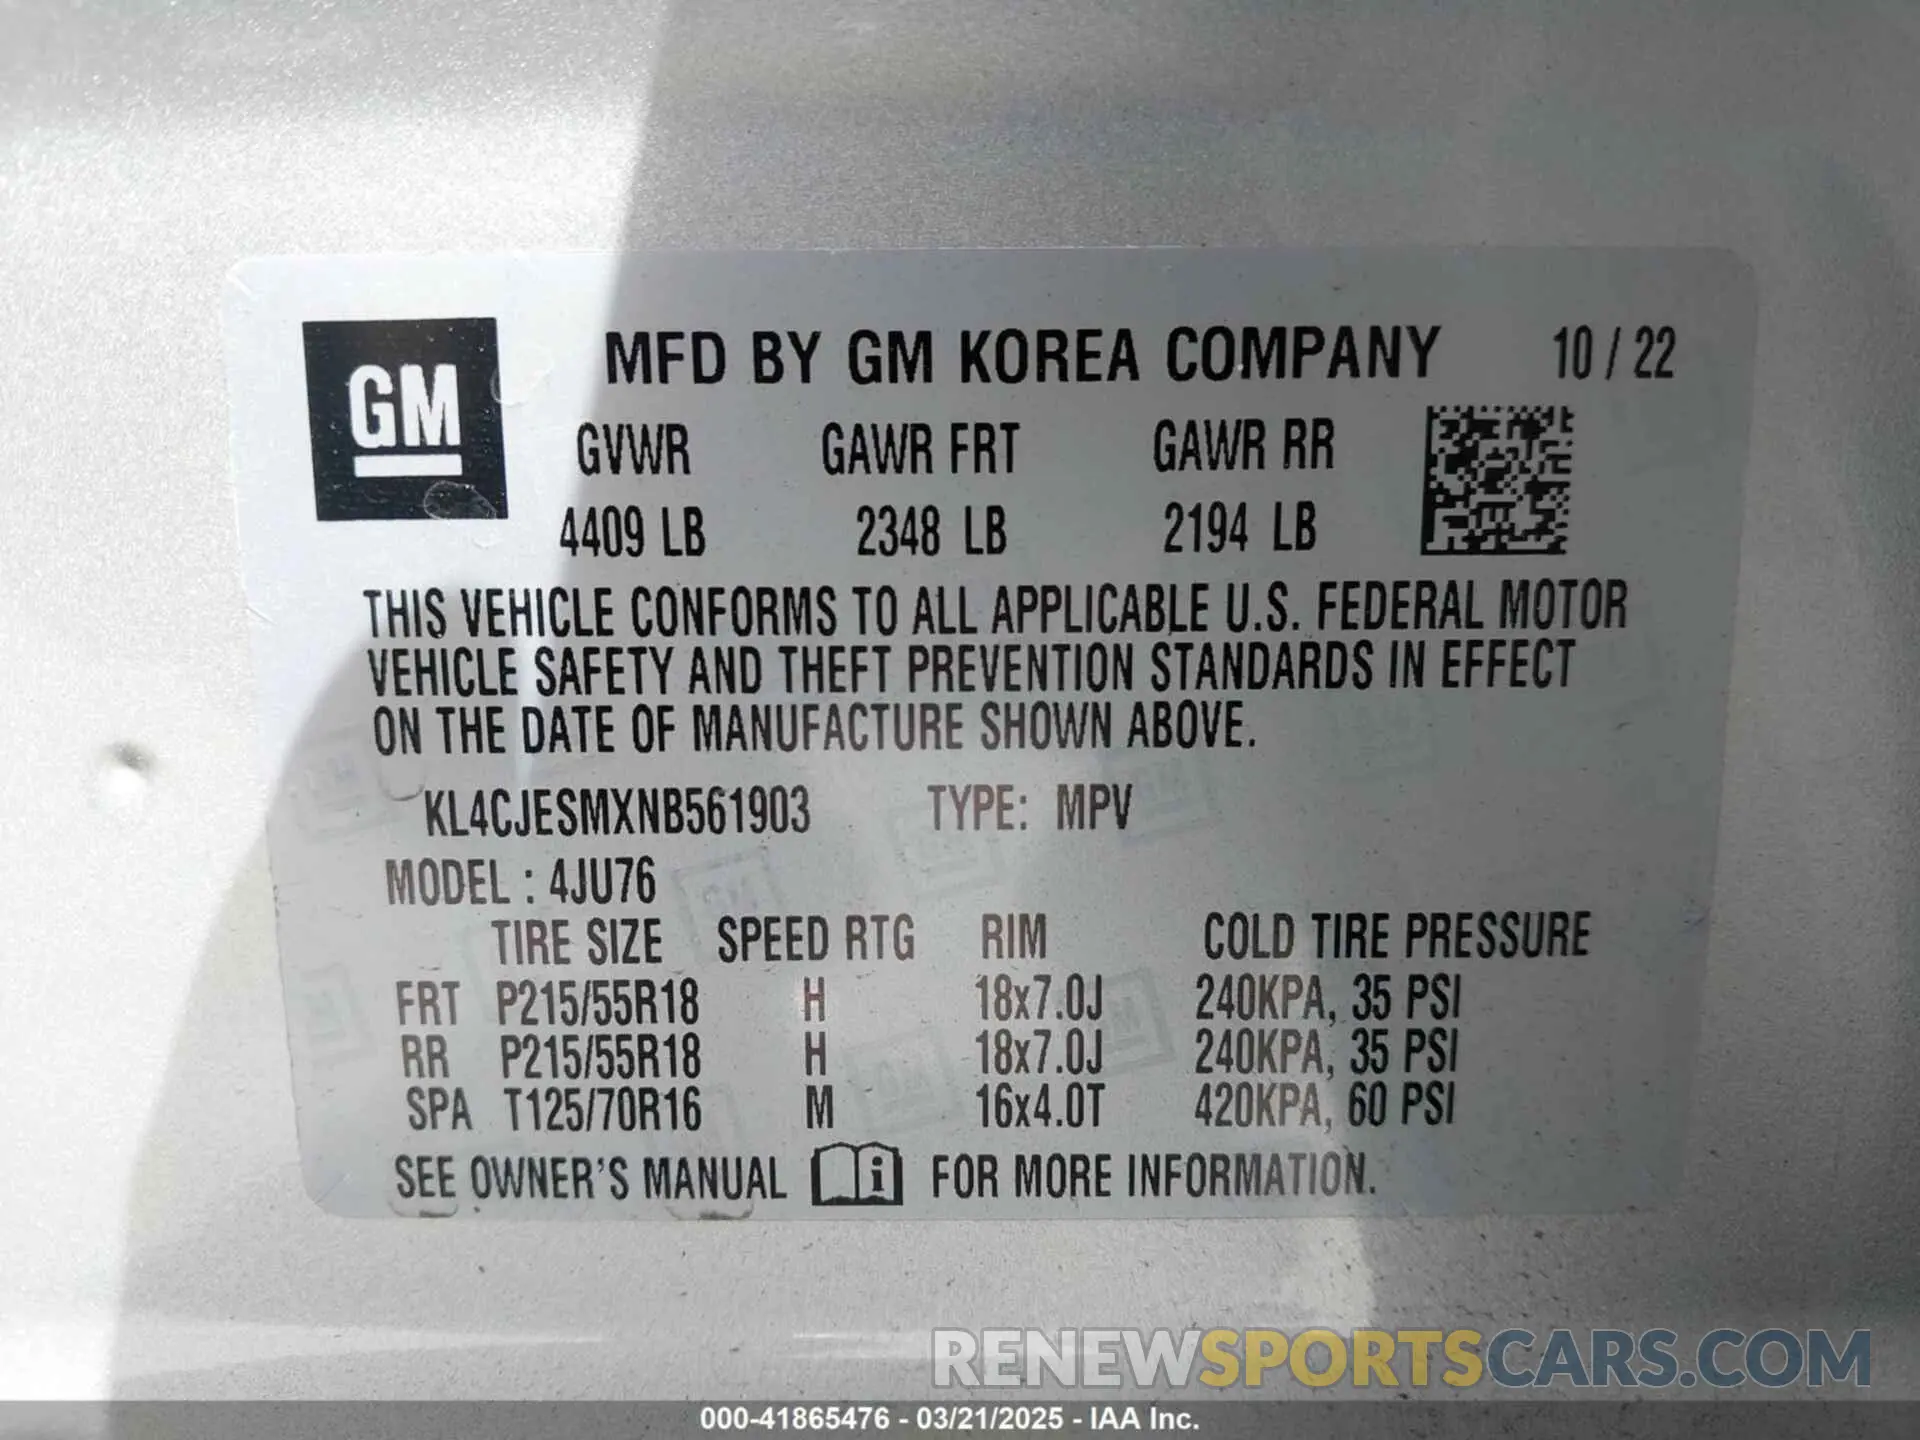 GM
MFD BY GM KOREA COMPANY 10 / 22
GVWR GAWR FRT GAWR RR
4409 LB 2348 LB 2194 LB
THIS VEHICLE CONFORMS TO ALL APPLICABLE U.S. FEDERAL MOTOR
VEHICLE SAFETY AND THEFT PREVENTION STANDARDS IN EFFECT
ON THE DATE OF MANUFACTURE SHOWN ABOVE.
KL4CJESMXNB561903 TYPE: MPV
MODEL : 4JU76
TIRE SIZE SPEED RTG RIM COLD TIRE PRESSURE
FRT P215/55R18 H 18x7.0J 240KPA, 35 PSI
RR P215/55R18 H 18x7.0J 240KPA, 35 PSI
SPA T125/70R16 M 16x4.0T 420KPA, 60 PSI
SEE OWNER'S MANUAL i FOR MORE INFORMATION.
RENEWSPORTSCARS.COM
000-41865476 - 03/21/2025 - IAA Inc.